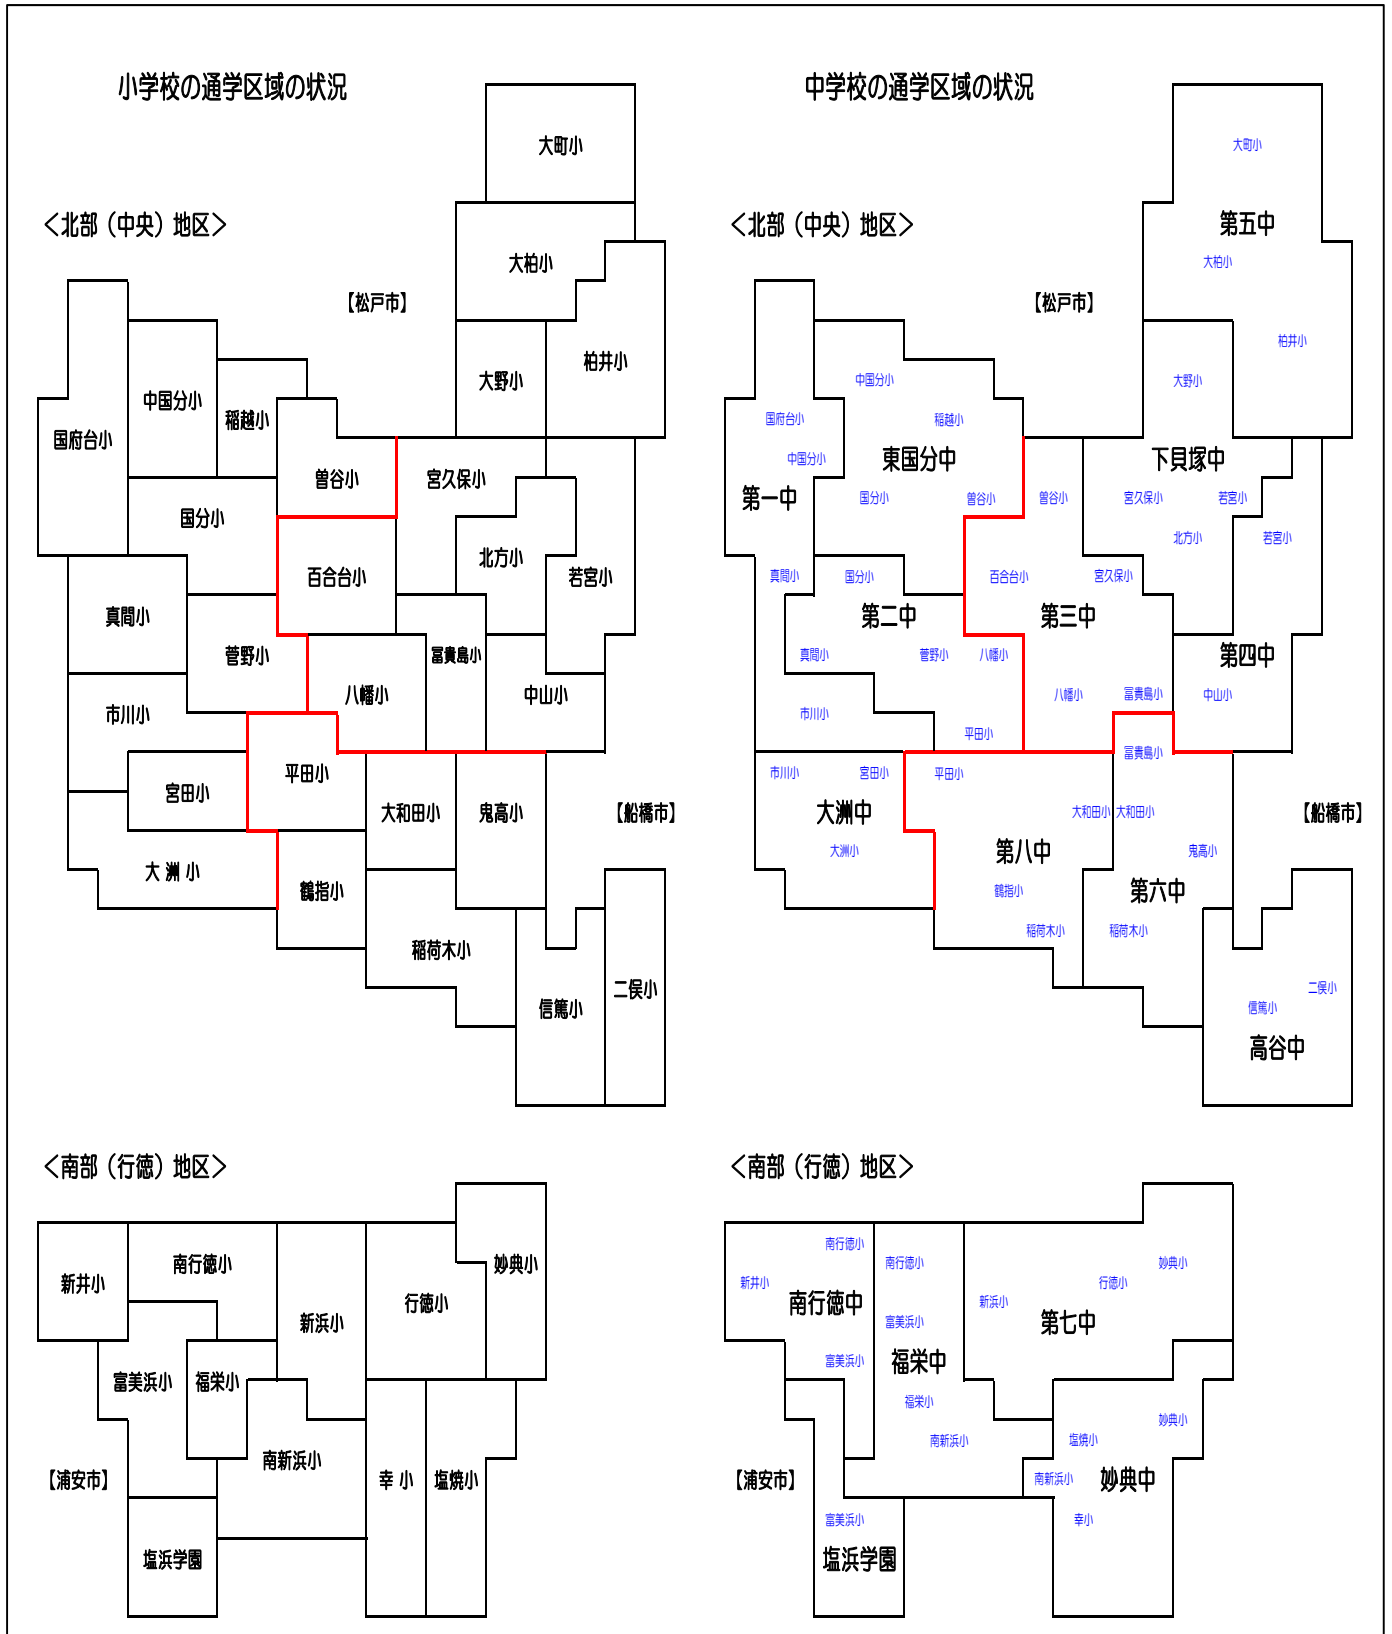 小学校の通学区域の状況
大町小
＜北部（中央）地区＞
大柏小
【松戸市】
柏井小
大野小
中国分小
稲越小
国府台小
曽谷小
宮久保小
国分小
北方小
百合台小
若宮小
真間小
菅野小
冨貴島小
八幡小
中山小
市川小
平田小
宮田小
大和田小
鬼高小
【船橋市】
大 洲 小
鶴指小
稲荷木小
二俣小
信篤小
＜南部（行徳）地区＞
南行徳小
妙典小
新井小
行徳小
新浜小
富美浜小
福栄小
南新浜小
【浦安市】
幸 小
塩焼小
塩浜学園
中学校の通学区域の状況
大町小
＜北部（中央）地区＞
第五中
大柏小
【松戸市】
柏井小
中国分小
大野小
国府台小
稲越小
中国分小
東国分中
下貝塚中
第一中
国分小
曽谷小
曽谷小
宮久保小
若宮小
北方小
若宮小
真間小
国分小
百合台小
宮久保小
第二中
第三中
真間小
菅野小
八幡小
第四中
八幡小
冨貴島小
中山小
市川小
平田小
冨貴島小
市川小
宮田小
平田小
大洲中
大和田小
大和田小
【船橋市】
大洲小
第八中
鬼高小
鶴指小
第六中
稲荷木小
稲荷木小
二俣小
信篤小
高谷中
＜南部（行徳）地区＞
南行徳小
南行徳小
妙典小
新井小
行徳小
南行徳中
新浜小
富美浜小
第七中
富美浜小
福栄中
福栄小
妙典小
南新浜小
塩焼小
【浦安市】
南新浜小
妙典中
富美浜小
幸小
塩浜学園